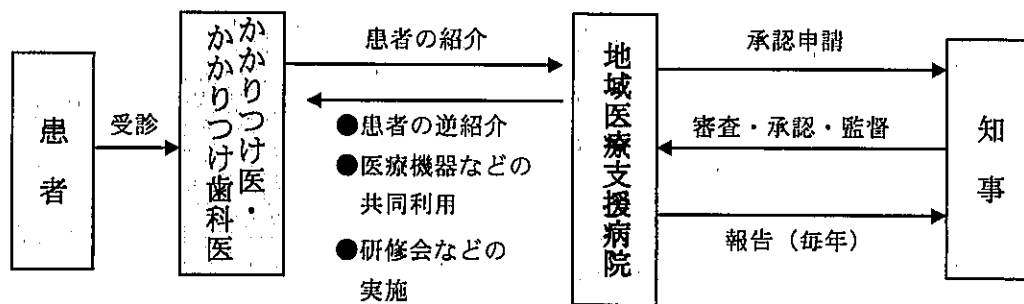 患者
受診
かかりつけ医・
かかりつけ歯科医
患者の紹介
●患者の逆紹介
●医療機器などの
共同利用
●研修会などの
実施
地域医療支援病院
承認申請
審査・承認・監督
報告（毎年）
知事